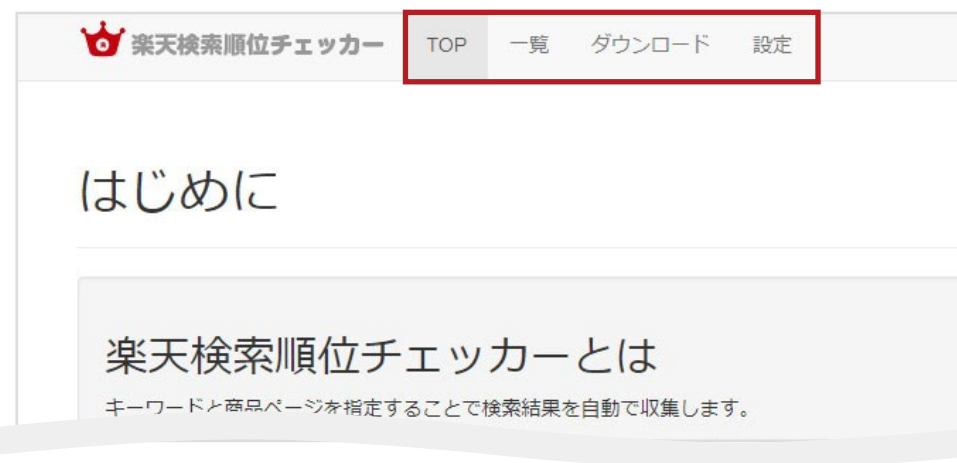 楽天検索順位チェッカー TOP 一覧 ダウンロード 設定
はじめに
楽天検索順位チェッカーとは
キーワードと商品ページを指定することで検索結果を自動で収集します。